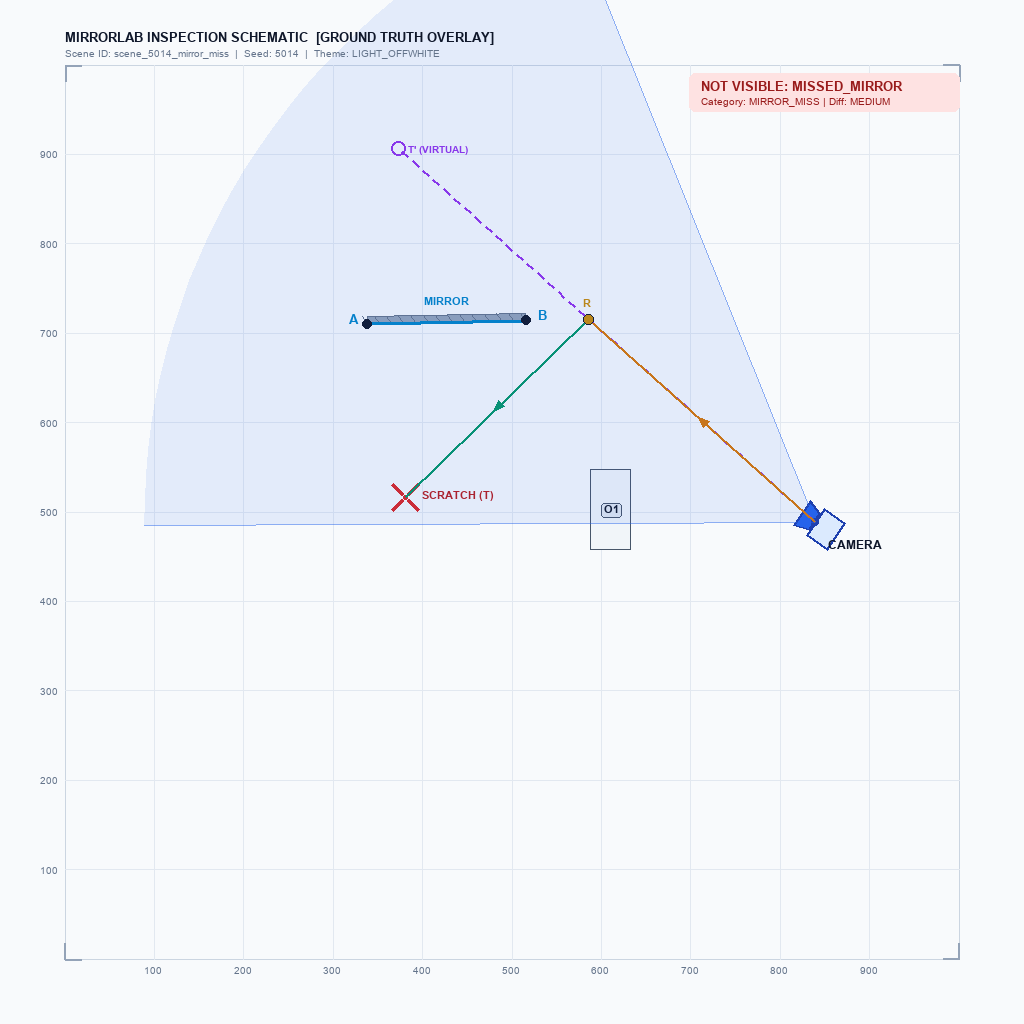 MIRRORLAB INSPECTION SCHEMATIC  [GROUND TRUTH OVERLAY]
Scene ID: scene_5014_mirror_miss  |  Seed: 5014  |  Theme: LIGHT_OFFWHITE
NOT VISIBLE: MISSED_MIRROR
Category: MIRROR_MISS | Diff: MEDIUM
900
T' (VIRTUAL)
800
MIRROR
R
A
B
700
600
SCRATCH (T)
500
O1
CAMERA
400
300
200
100
100
200
300
400
500
600
700
800
900